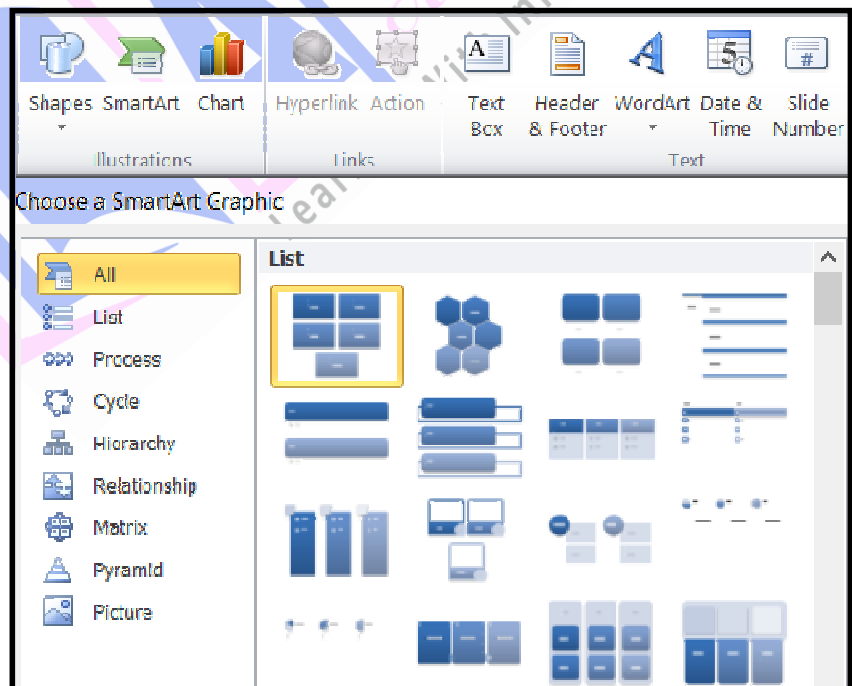 Shapes SmartArt Chart Hyperlink Action Text Box Header & Footer WordArt Date & Time Slide Number
Illustrations Links Text
Choose a SmartArt Graphic
All
List
Process
Cycle
Hierarchy
Relationship
Matrix
Pyramid
Picture
List